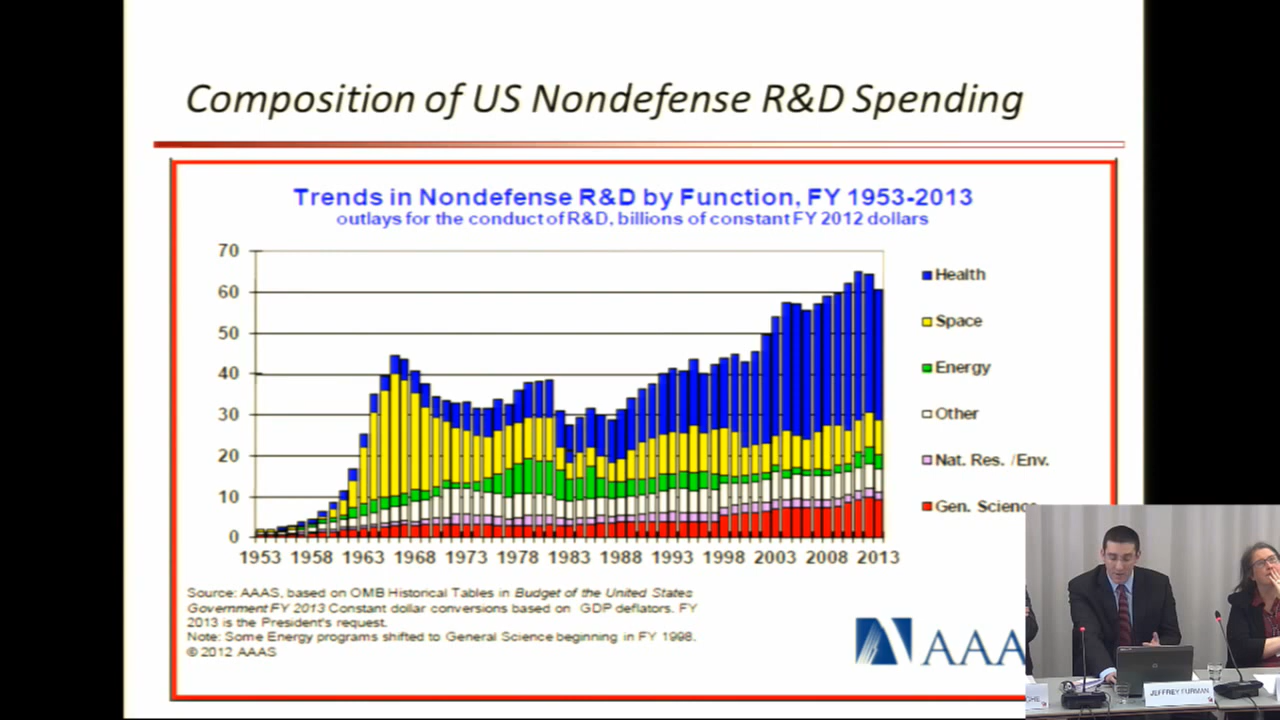 Composition of US Nondefense R&D Spending
Trends in Nondefense R&D by Function, FY 1953-2013
outlays for the conduct of R&D, billions of constant FY 2012 dollars
70
60
50
40
30
20
10
0
1953 1958 1963 1968 1973 1978 1983 1988 1993 1998 2003 2008 2013
Health
Space
Energy
Other
Nat. Res. /Env.
Gen. Scienc
Source: AAAS, based on OMB Historical Tables in Budget of the United States
Government FY 2013 Constant dollar conversions based on GDP deflators. FY
2013 is the President's request.
Note: Some Energy programs shifted to General Science beginning in FY 1998.
© 2012 AAAS
AAA
JEFFREY FURMAN